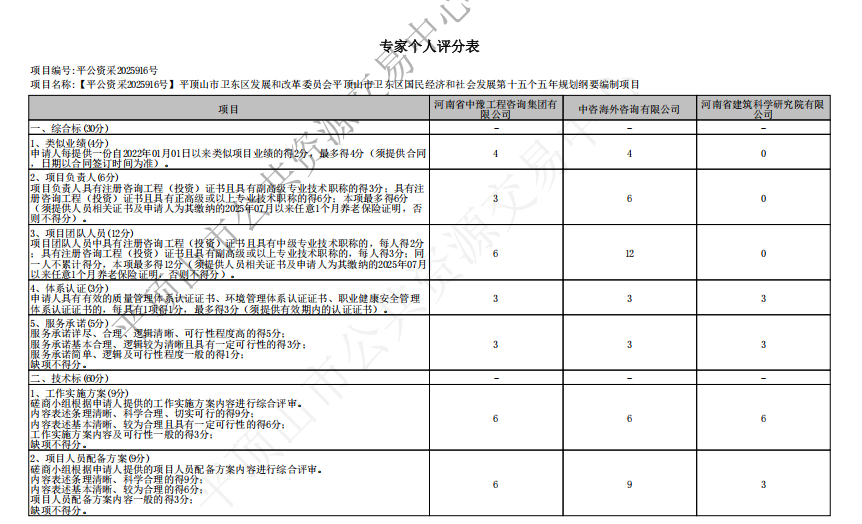 专家个人评分表
项目编号:平公资采2025916号
项目名称:【平公资采2025916号】平顶山市卫东区发展和改革委员会平顶山市卫东区国民经济和社会发展第十五个五年规划纲要编制项目
项目
河南省中豫工程咨询集团有
限公司
中咨海外咨询有限公司
河南省建筑科学研究院有限
公司
一、综合标(30分)
-
-
-
1、类似业绩(4分)
申请人每提供一份自2022年01月01日以来类似项目业绩的得2分，最多得4分（须提供合同
，日期以合同签订时间为准）。
4
4
0
2、项目负责人(6分)
项目负责人具有注册咨询工程（投资）证书且具有副高级专业技术职称的得3分；具有注
册咨询工程（投资）证书且具有正高级或以上专业技术职称的得6分；本项最多得6分
（须提供人员相关证书及申请人为其缴纳的2025年07月以来任意1个月养老保险证明，否
则不得分）。
3
6
0
3、项目团队人员(12分)
项目团队人员中具有注册咨询工程（投资）证书且具有中级专业技术职称的，每人得2分
；具有注册咨询工程（投资）证书且具有副高级或以上专业技术职称的，每人得3分；同
一人不累计得分，本项最多得12分（须提供人员相关证书及申请人为其缴纳的2025年07月
以来任意1个月养老保险证明，否则不得分）。
6
12
0
4、体系认证(3分)
申请人具有有效的质量管理体系认证证书、环境管理体系认证证书、职业健康安全管理
体系认证证书的，每具有1项得1分，最多得3分（须提供有效期内的认证证书）。
3
3
3
5、服务承诺(5分)
服务承诺详尽、合理、逻辑清晰、可行性程度高的得5分；
服务承诺基本合理、逻辑较为清晰且具有一定可行性的得3分；
服务承诺简单、逻辑及可行性程度一般的得1分；
缺项不得分。
3
3
3
二、技术标(60分)
-
-
-
1、工作实施方案(9分)
磋商小组根据申请人提供的工作实施方案内容进行综合评审。
内容表述条理清晰、科学合理、切实可行的得9分；
内容表述基本清晰、较为合理且具有一定可行性的得6分；
工作实施方案内容及可行性一般的得3分；
缺项不得分。
6
6
6
2、项目人员配备方案(9分)
磋商小组根据申请人提供的项目人员配备方案内容进行综合评审。
内容表述条理清晰、科学合理的得9分；
内容表述基本清晰、较为合理的得6分；
项目人员配备方案内容一般的得3分；
缺项不得分。
6
9
3
平顶山市公共资源交易中心
平顶山市公共资源交易中